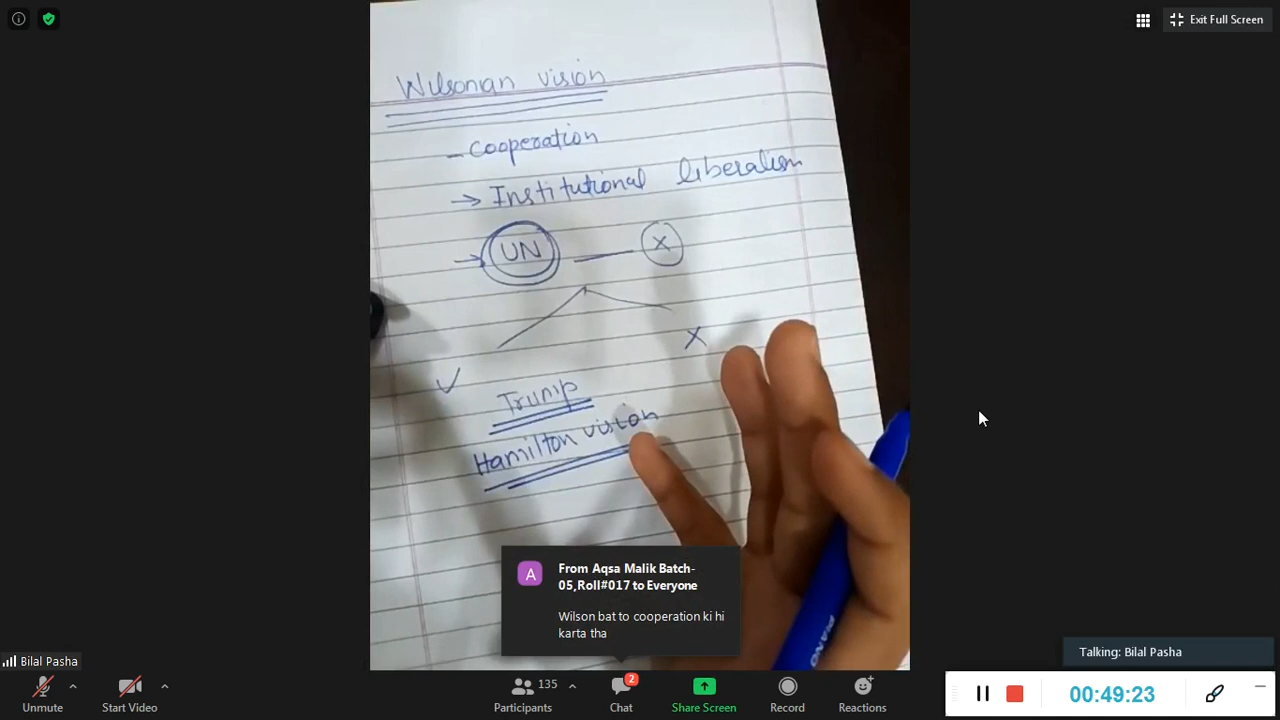 Exit Full Screen
Wilsonian vision
- Cooperation
→ Institutional liberalism
→ UN — X
X
✓
Trump
Hamilton vision
A
From Aqsa Malik Batch-
05,Roll#017 to Everyone
Wilson bat to cooperation ki hi
karta tha
PIANO
Bilal Pasha
Talking: Bilal Pasha
Unmute
Start Video
135
Participants
2
Chat
Share Screen
Record
Reactions
00:49:23